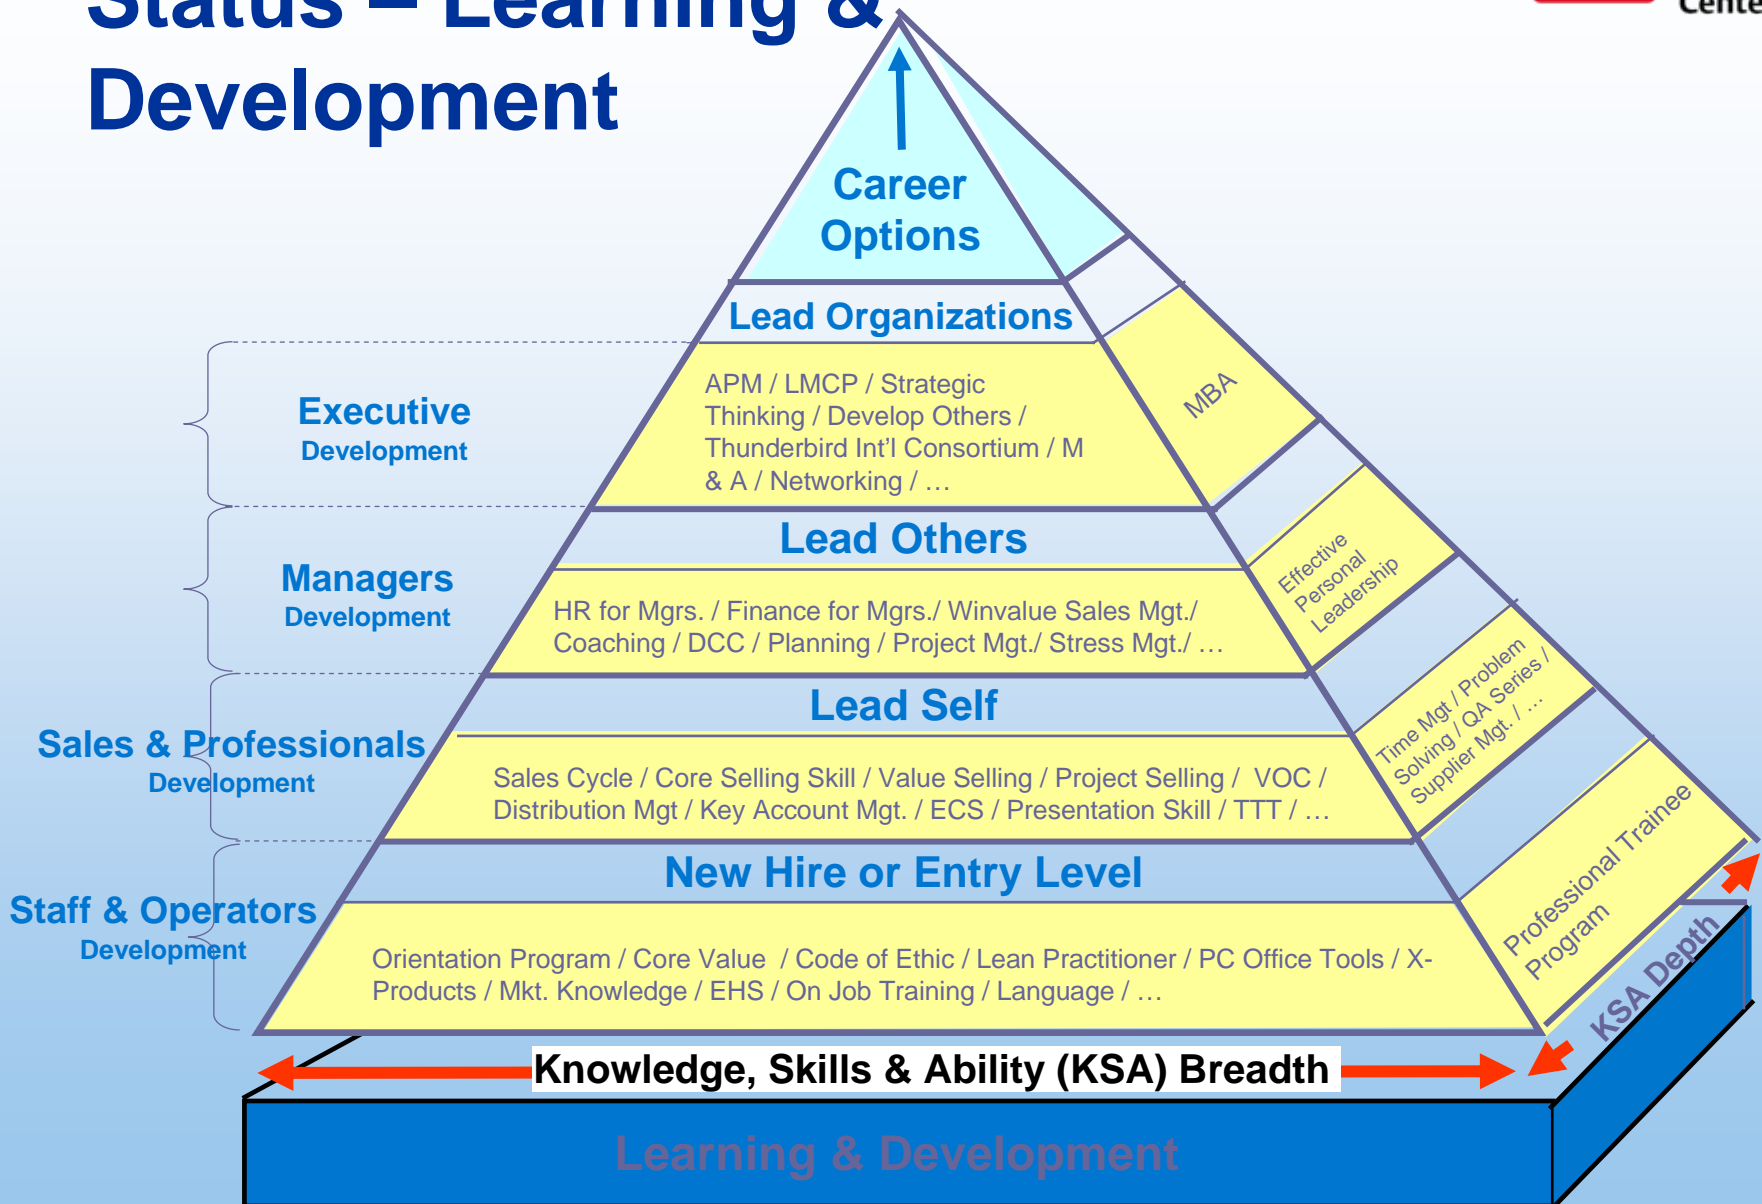 Status – Learning &
Development
Cente
Career
Options
Lead Organizations
APM / LMCP / Strategic
Thinking / Develop Others /
Thunderbird Int’l Consortium / M
& A / Networking / …
MBA
Executive
Development
Lead Others
HR for Mgrs. / Finance for Mgrs./ Winvalue Sales Mgt./
Coaching / DCC / Planning / Project Mgt./ Stress Mgt./ …
Effective
Personal
Leadership
Managers
Development
Lead Self
Sales Cycle / Core Selling Skill / Value Selling / Project Selling / VOC /
Distribution Mgt / Key Account Mgt. / ECS / Presentation Skill / TTT / …
Time Mgt / Problem
Solving / QA Series /
Supplier Mgt. / …
Sales & Professionals
Development
New Hire or Entry Level
Orientation Program / Core Value / Code of Ethic / Lean Practitioner / PC Office Tools / X-
Products / Mkt. Knowledge / EHS / On Job Training / Language / …
Professional Trainee
Program
Staff & Operators
Development
KSA Depth
Knowledge, Skills & Ability (KSA) Breadth
Learning & Development